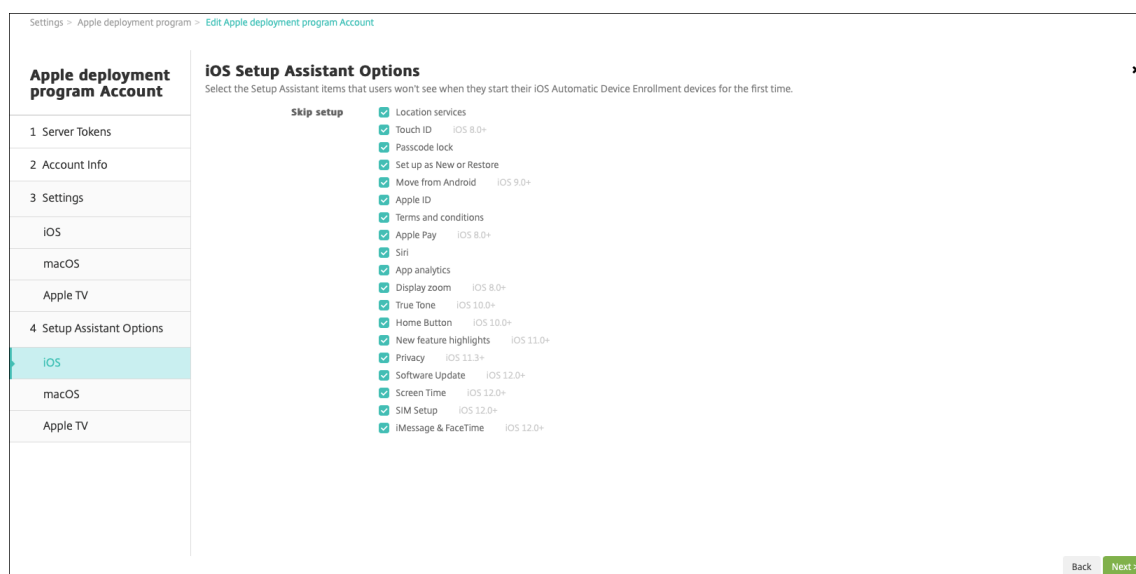 Settings > Apple deployment program > Edit Apple deployment program Account
Apple deployment
program Account
1 Server Tokens
2 Account Info
3 Settings
iOS
macOS
Apple TV
4 Setup Assistant Options
iOS
macOS
Apple TV
iOS Setup Assistant Options
Select the Setup Assistant items that users won't see when they start their iOS Automatic Device Enrollment devices for the first time.
Skip setup
Location services
Touch ID iOS 8.0+
Passcode lock
Set up as New or Restore
Move from Android iOS 9.0+
Apple ID
Terms and conditions
Apple Pay iOS 8.0+
Siri
App analytics
Display zoom iOS 8.0+
True Tone iOS 10.0+
Home Button iOS 10.0+
New feature highlights iOS 11.0+
Privacy iOS 11.3+
Software Update iOS 12.0+
Screen Time iOS 12.0+
SIM Setup iOS 12.0+
iMessage & FaceTime iOS 12.0+
Back Next >